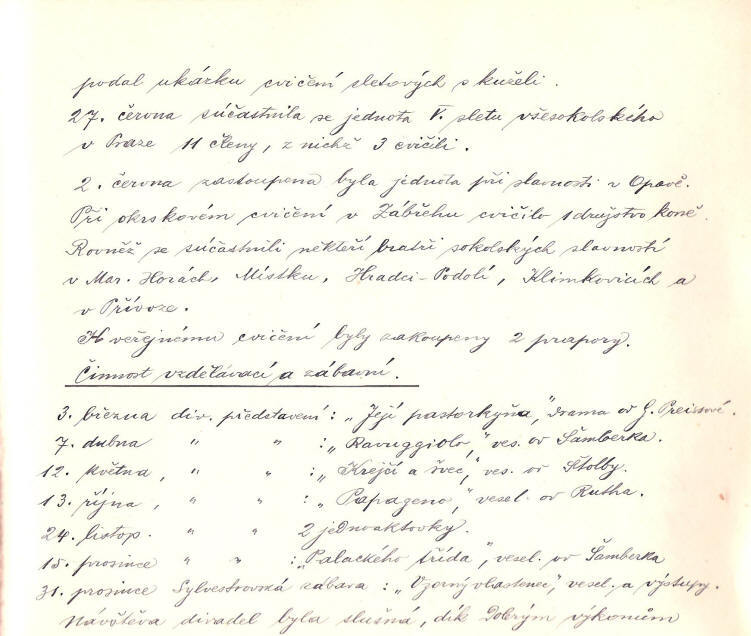 podal ukázku cvičení sletových s kuželi.
27. června súčastnila se jednota V. sletu všesokolského
v Praze 11 členy, z nichž 3 cvičili.
2. června zastoupena byla jednota při slavnosti v Opavě.
Při okrskovém cvičení v Zábřehu cvičilo 1 družstvo koně.
Rovněž se súčastnili někteří bratři sokolských slavností
v Mar. Horách, Místku, Hradci-Podolí, Klimkovicích a
v Přívoze.
K veřejnému cvičení byly zakoupeny 2 prapory.
Činnost vzdělávací a zábavní.
3. března div. představení: „Její pastorkyňa," drama od G. Preissové.
7. dubna " " : „Ravuggiolo," ves. od Šamberka.
12. května, " " : „Krejčí a švec," ves. od Štolby.
13. října, " " : „Papageno," vesel. od Rutha.
24. listop. " " 2 jednoaktovky.
15. prosince " " : „Palackého třída", vesel. od Šamberka
31. prosince Sylvestrovská zábava: „Vzorný vlastenec", vesel. a výstupy.
Návštěva divadel byla slušná, dík dobrým výkonům